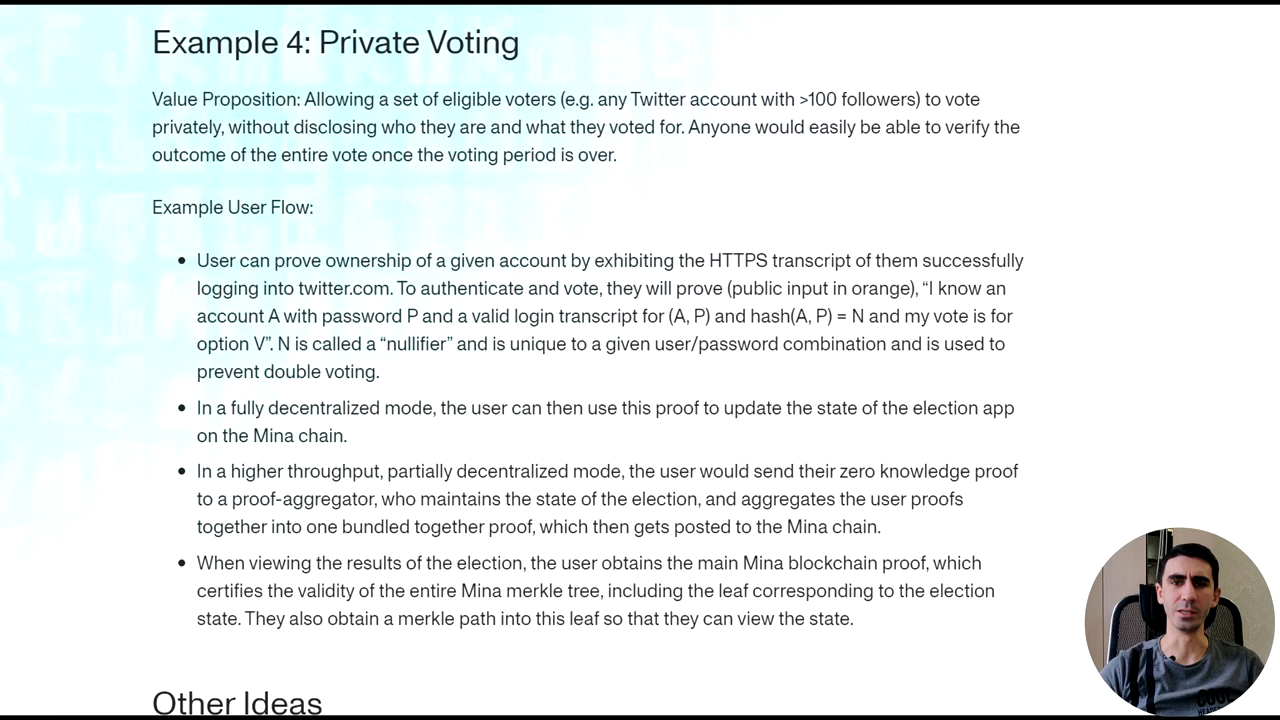 Example 4: Private Voting
Value Proposition: Allowing a set of eligible voters (e.g. any Twitter account with >100 followers) to vote
privately, without disclosing who they are and what they voted for. Anyone would easily be able to verify the
outcome of the entire vote once the voting period is over.
Example User Flow:
• User can prove ownership of a given account by exhibiting the HTTPS transcript of them successfully
logging into twitter.com. To authenticate and vote, they will prove (public input in orange), “I know an
account A with password P and a valid login transcript for (A, P) and hash(A, P) = N and my vote is for
option V”. N is called a “nullifier” and is unique to a given user/password combination and is used to
prevent double voting.
• In a fully decentralized mode, the user can then use this proof to update the state of the election app
on the Mina chain.
• In a higher throughput, partially decentralized mode, the user would send their zero knowledge proof
to a proof-aggregator, who maintains the state of the election, and aggregates the user proofs
together into one bundled together proof, which then gets posted to the Mina chain.
• When viewing the results of the election, the user obtains the main Mina blockchain proof, which
certifies the validity of the entire Mina merkle tree, including the leaf corresponding to the election
state. They also obtain a merkle path into this leaf so that they can view the state.
Other Ideas